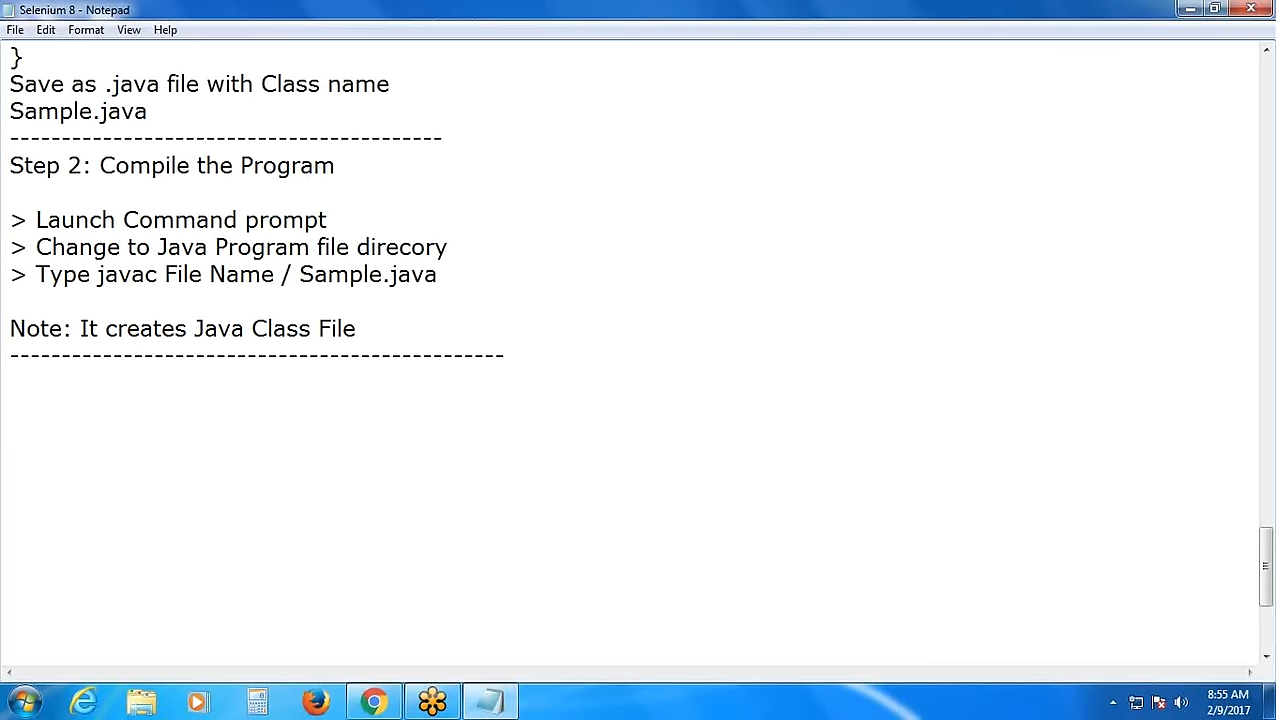 Selenium 8 - Notepad
File Edit Format View Help
}
Save as .java file with Class name
Sample.java
------------------------------------------
Step 2: Compile the Program
> Launch Command prompt
> Change to Java Program file direcory
> Type javac File Name / Sample.java
Note: It creates Java Class File
------------------------------------------------
8:55 AM
2/9/2017